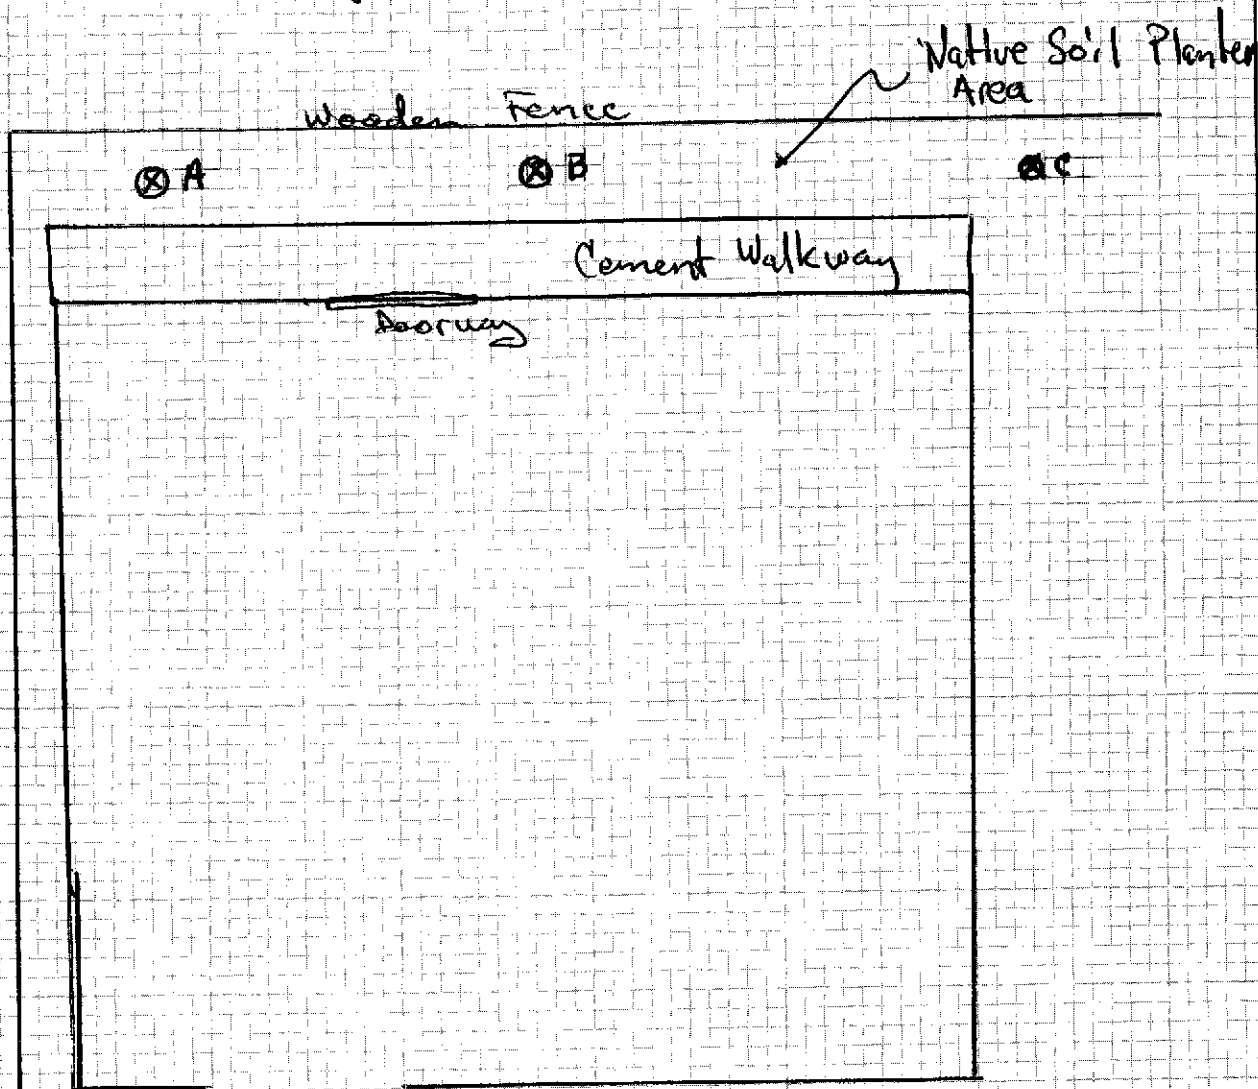 Native Soil Planter
Area
Wooden Fence
A
B
C
Cement Walkway
Doorway